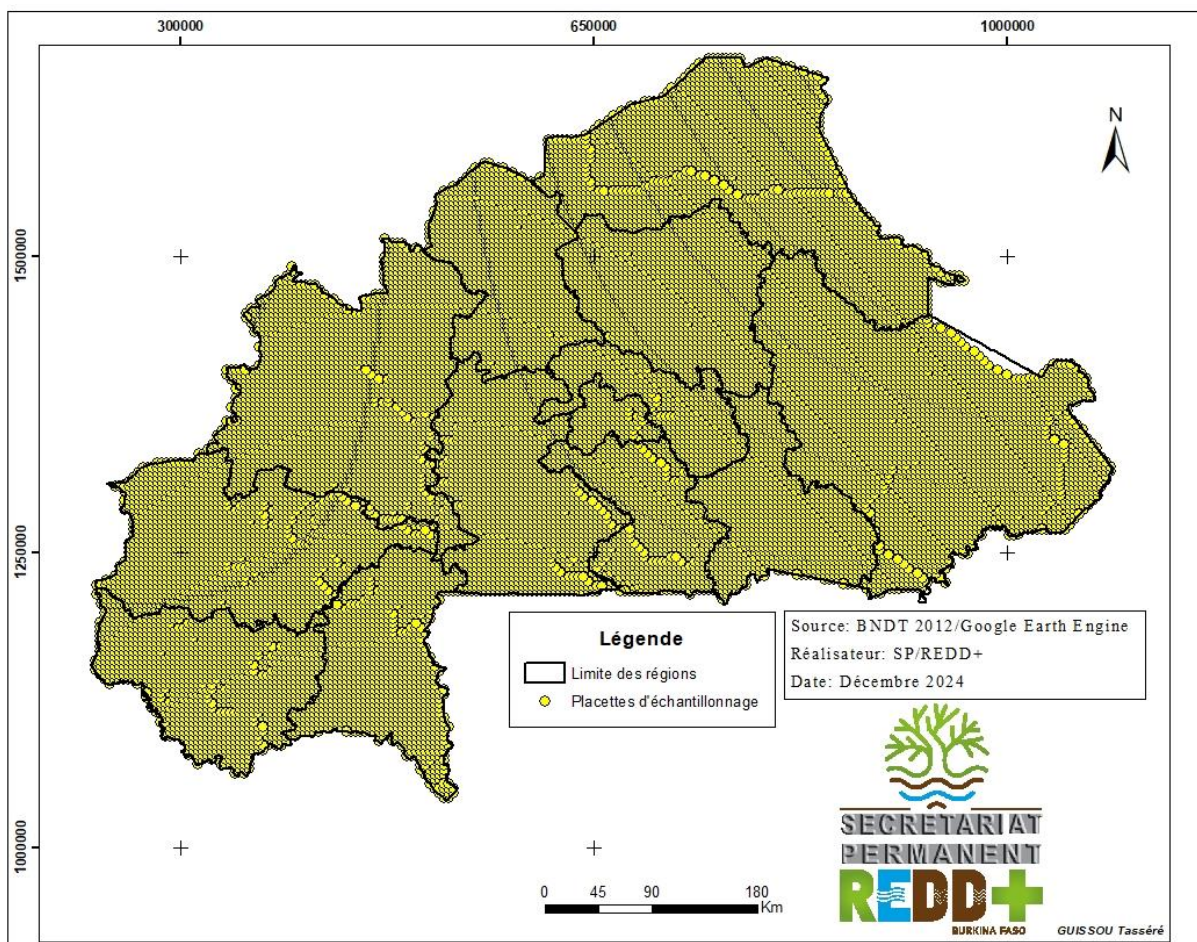 300000 650000 1000000
N
1500000
1250000
1000000
Légende
Limite des régions
Placettes d'échantillonnage
Source: BNDT 2012/Google Earth Engine
Réalisateur: SP/REDD+
Date: Décembre 2024
SECRETARIAT
PERMANENT
REDD+
BURKINA FASO
0 45 90 180
Km
GUISSOU Tasséré